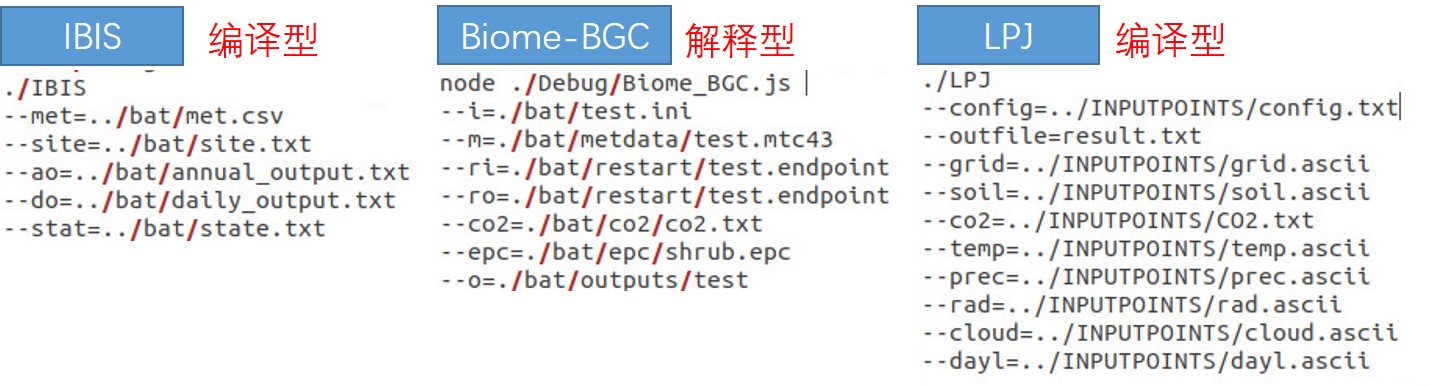 IBIS 编译型
./IBIS
--met=../bat/met.csv
--site=../bat/site.txt
--ao=../bat/annual_output.txt
--do=../bat/daily_output.txt
--stat=../bat/state.txt
Biome-BGC 解释型
node ./Debug/Biome_BGC.js
--i=./bat/test.ini
--m=./bat/metdata/test.mtc43
--ri=./bat/restart/test.endpoint
--ro=./bat/restart/test.endpoint
--co2=./bat/co2/co2.txt
--epc=./bat/epc/shrub.epc
--o=./bat/outputs/test
LPJ 编译型
./LPJ
--config=../INPUTPOINTS/config.txt
--outfile=result.txt
--grid=../INPUTPOINTS/grid.ascii
--soil=../INPUTPOINTS/soil.ascii
--co2=../INPUTPOINTS/CO2.txt
--temp=../INPUTPOINTS/temp.ascii
--prec=../INPUTPOINTS/prec.ascii
--rad=../INPUTPOINTS/rad.ascii
--cloud=../INPUTPOINTS/cloud.ascii
--dayl=../INPUTPOINTS/dayl.ascii